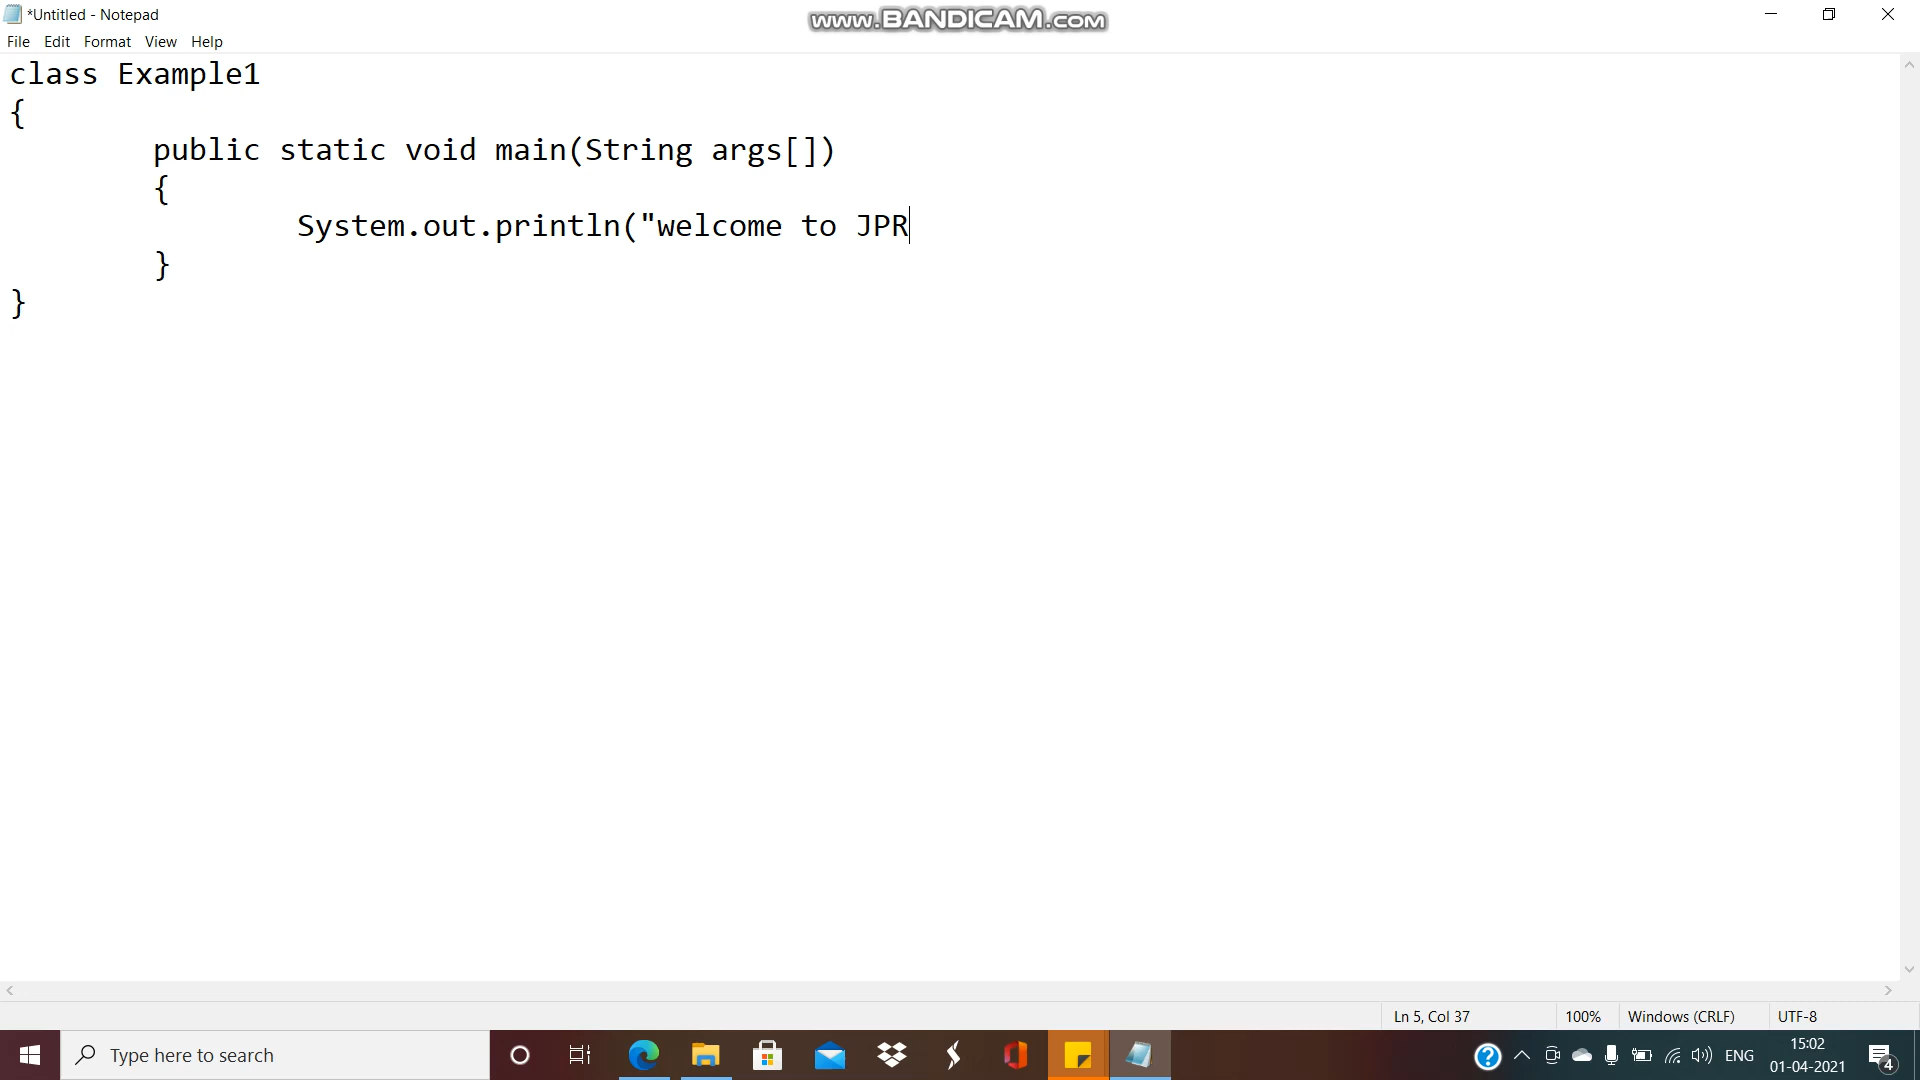 *Untitled - Notepad
www.BANDICAM.com
File Edit Format View Help
class Example1
{
public static void main(String args[])
{
System.out.println("welcome to JPR
}
}
Ln 5, Col 37 100% Windows (CRLF) UTF-8
Type here to search
ENG
15:02
01-04-2021
4